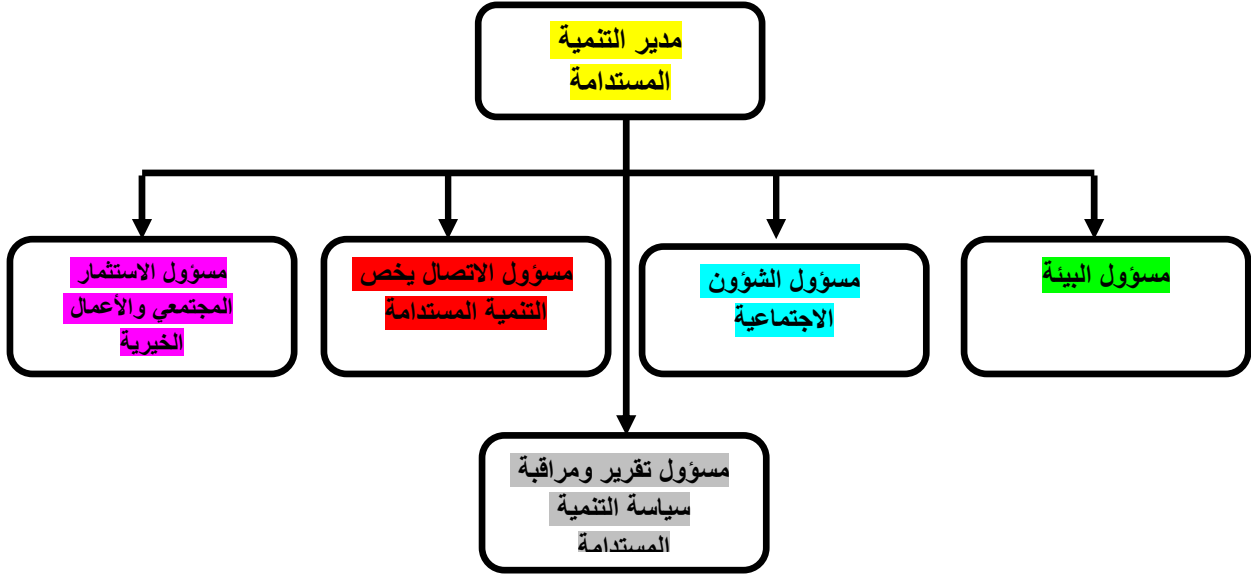 مدير التنمية
المستدامة
مسؤول البيئة
مسؤول الشؤون
الاجتماعية
مسؤول الاتصال يخص
التنمية المستدامة
مسؤول الاستثمار
المجتمعي والأعمال
الخيرية
مسؤول تقرير ومراقبة
سياسة التنمية
المستدامة